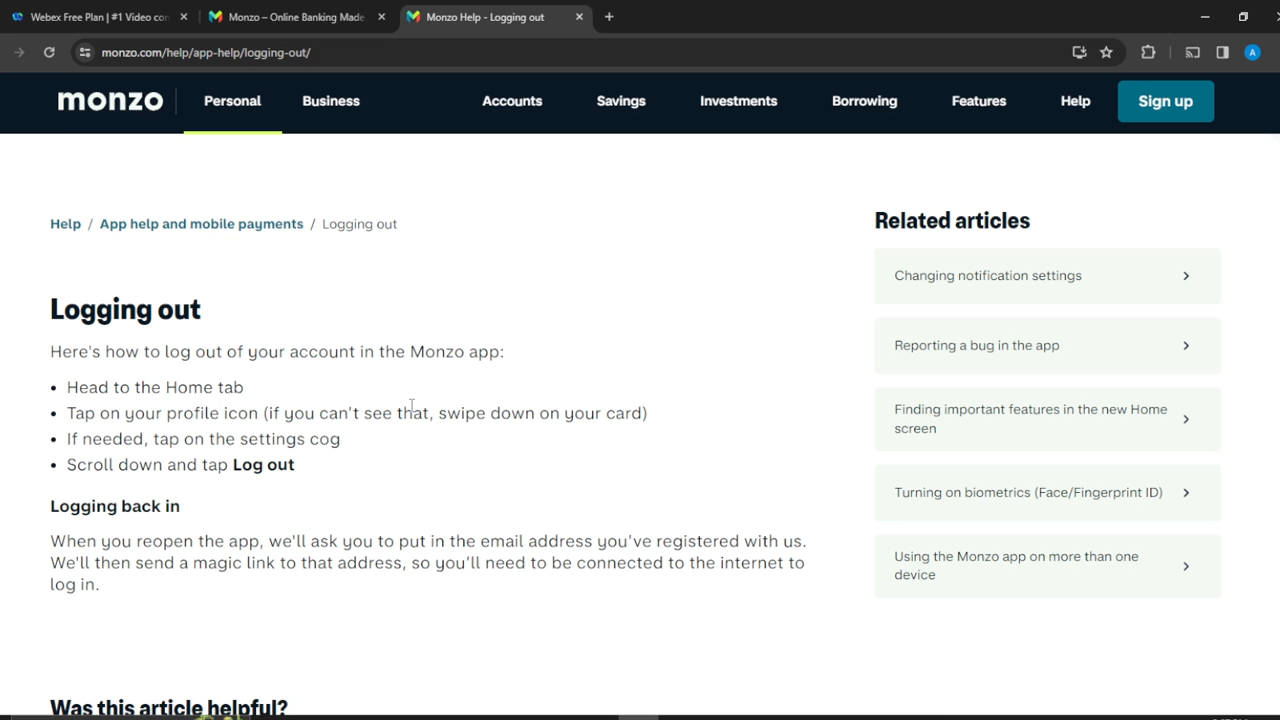 Webex Free Plan | #1 Video con
Monzo – Online Banking Made
Monzo Help - Logging out
monzo.com/help/app-help/logging-out/
A
monzo
Personal
Business
Accounts
Savings
Investments
Borrowing
Features
Help
Sign up
Help / App help and mobile payments / Logging out
Logging out
Here's how to log out of your account in the Monzo app:
• Head to the Home tab
• Tap on your profile icon (if you can't see that, swipe down on your card)
• If needed, tap on the settings cog
• Scroll down and tap Log out
Logging back in
When you reopen the app, we'll ask you to put in the email address you've registered with us.
We'll then send a magic link to that address, so you'll need to be connected to the internet to
log in.
Was this article helpful?
Related articles
Changing notification settings
Reporting a bug in the app
Finding important features in the new Home
screen
Turning on biometrics (Face/Fingerprint ID)
Using the Monzo app on more than one
device